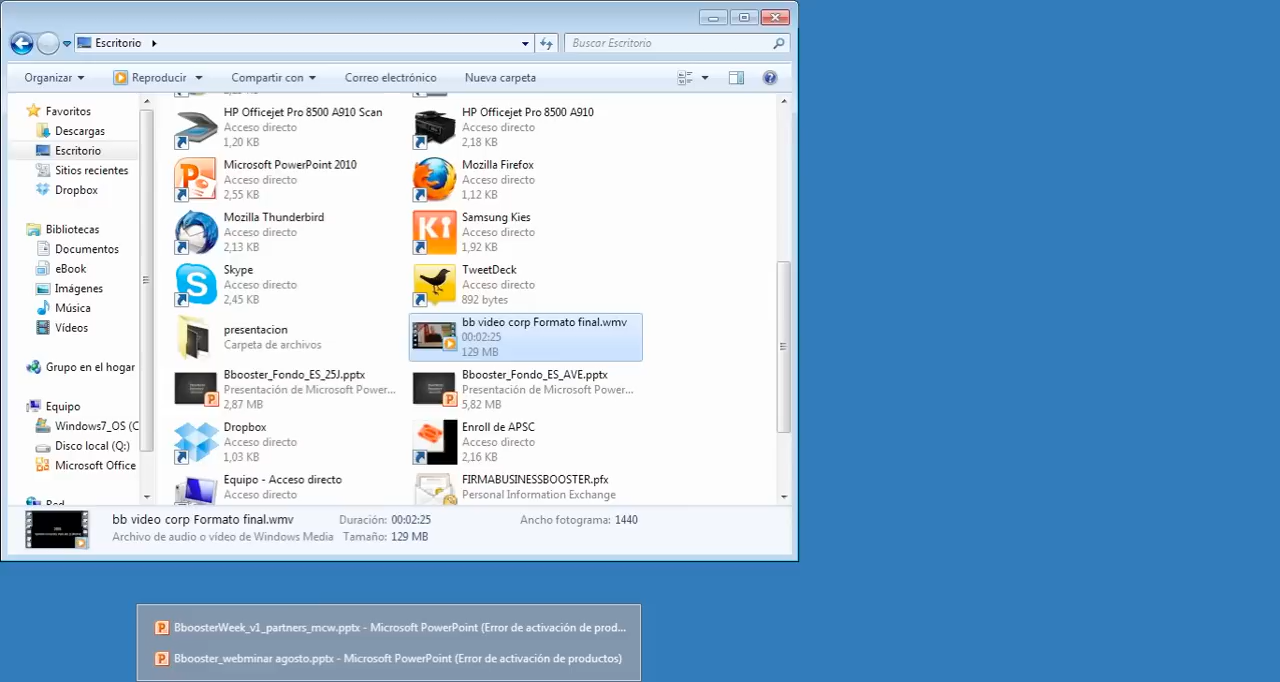 Escritorio
Buscar Escritorio
Organizar
Reproducir
Compartir con
Correo electrónico
Nueva carpeta
Favoritos
Descargas
Escritorio
Sitios recientes
Dropbox
Bibliotecas
Documentos
eBook
Imágenes
Música
Vídeos
Grupo en el hogar
Equipo
Windows7_OS (C
Disco local (Q:)
Microsoft Office
Red
HP Officejet Pro 8500 A910 Scan
Acceso directo
1,20 KB
HP Officejet Pro 8500 A910
Acceso directo
2,18 KB
Microsoft PowerPoint 2010
Acceso directo
2,55 KB
Mozilla Firefox
Acceso directo
1,12 KB
Mozilla Thunderbird
Acceso directo
2,13 KB
Samsung Kies
Acceso directo
1,92 KB
Skype
Acceso directo
2,45 KB
TweetDeck
Acceso directo
892 bytes
presentacion
Carpeta de archivos
bb video corp Formato final.wmv
00:02:25
129 MB
Bbooster_Fondo_ES_25J.pptx
Presentación de Microsoft Power...
2,87 MB
Bbooster_Fondo_ES_AVE.pptx
Presentación de Microsoft Power...
5,82 MB
Dropbox
Acceso directo
1,03 KB
Enroll de APSC
Acceso directo
2,16 KB
Equipo - Acceso directo
Acceso directo
FIRMABUSINESSBOOSTER.pfx
Personal Information Exchange
bb video corp Formato final.wmv
Duración: 00:02:25
Ancho fotograma: 1440
Archivo de audio o vídeo de Windows Media
Tamaño: 129 MB
BboosterWeek_v1_partners_mcw.pptx - Microsoft PowerPoint (Error de activación de prod...
Bbooster_webminar agosto.pptx - Microsoft PowerPoint (Error de activación de productos)